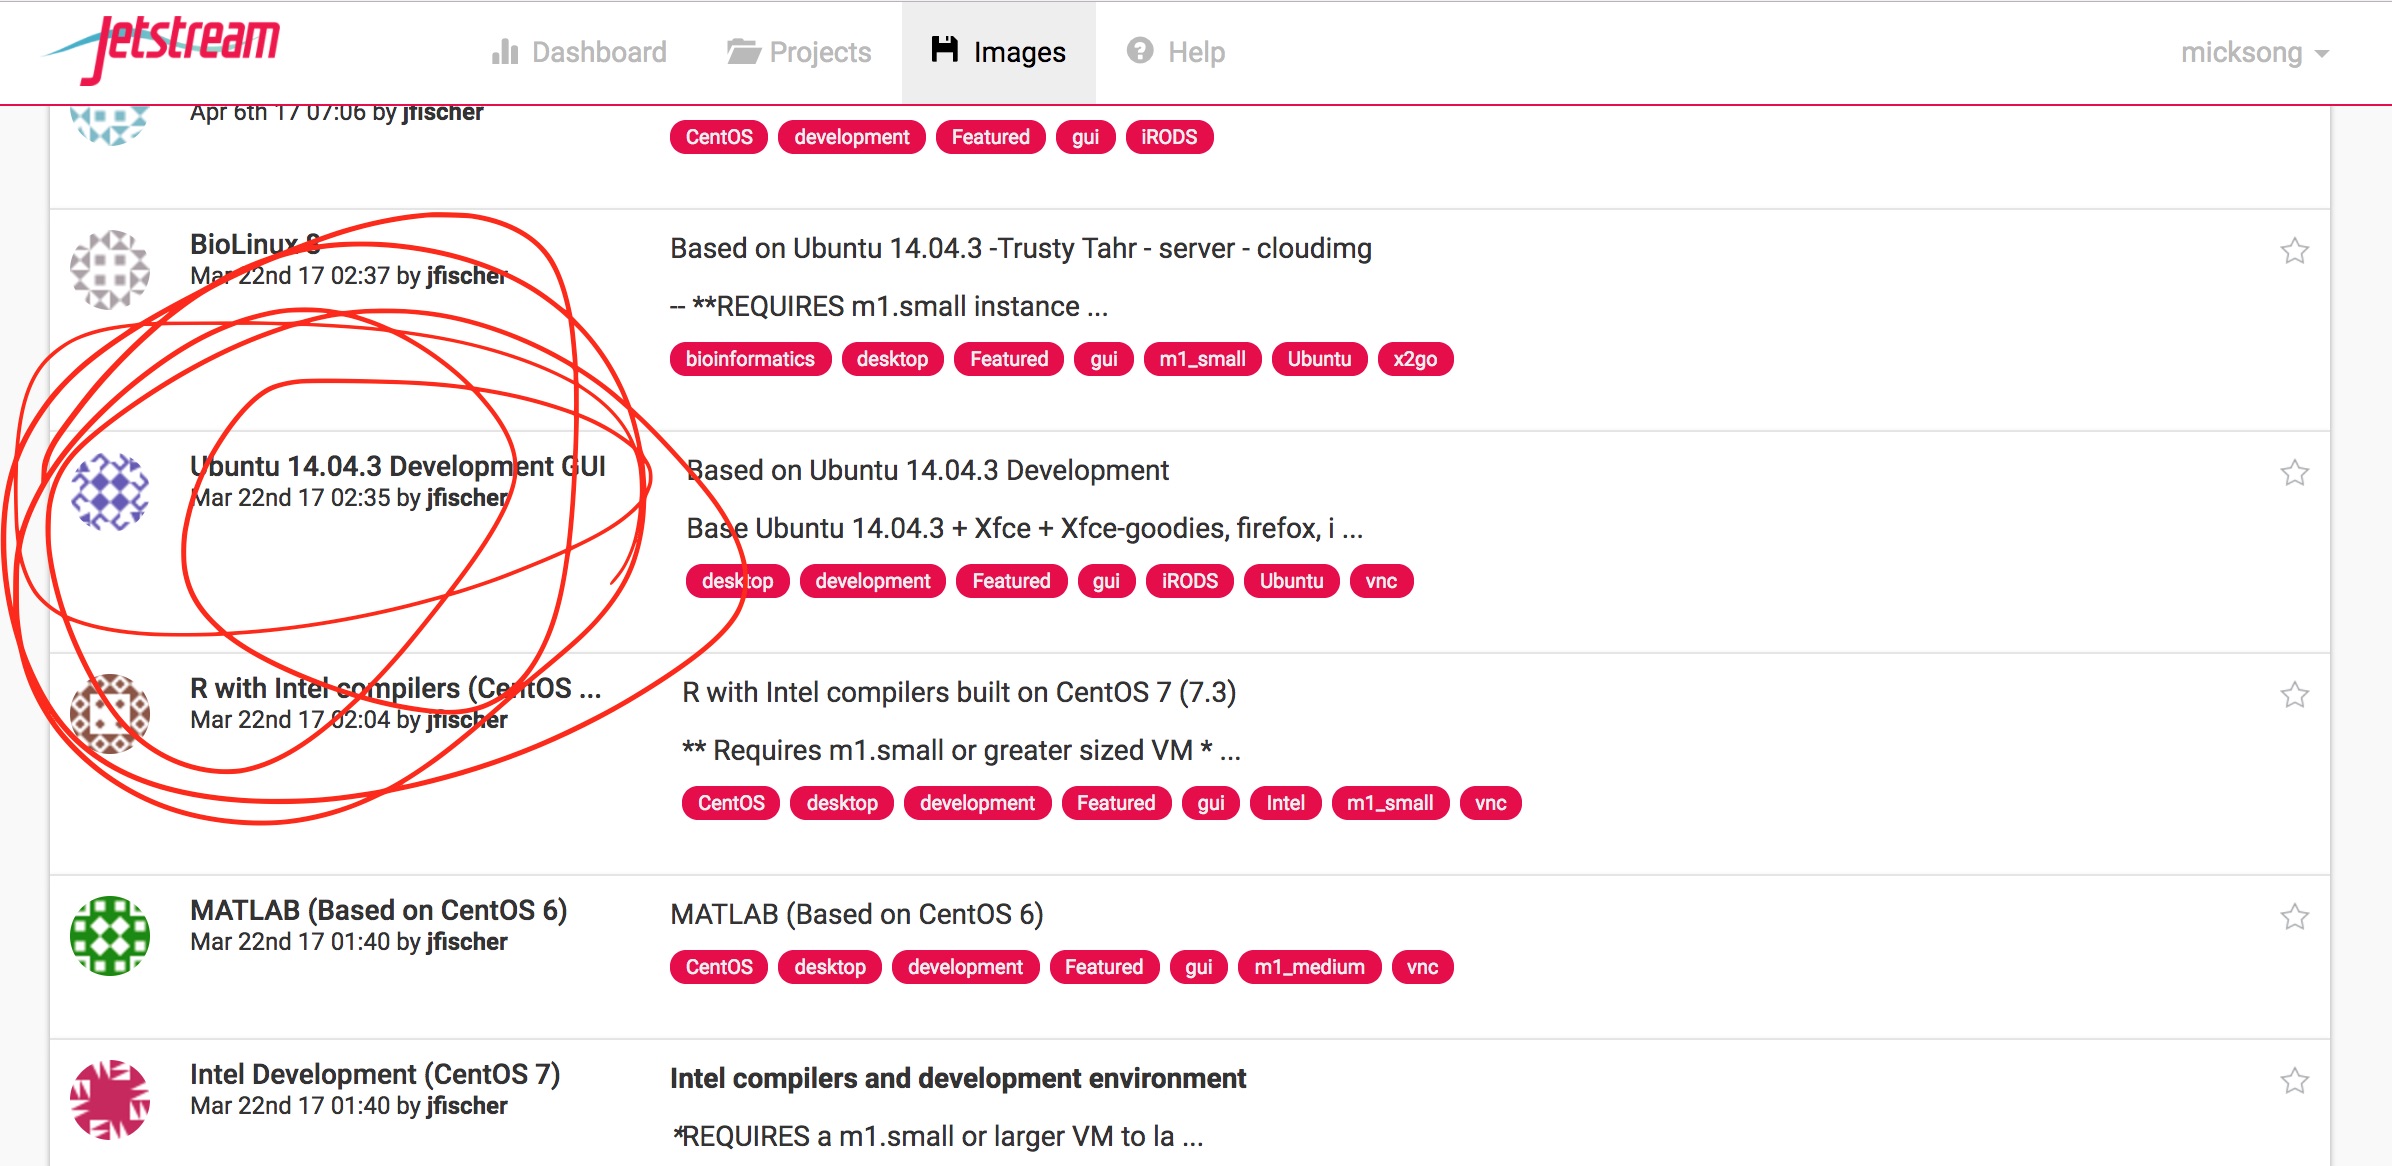 Jetstream
Dashboard Projects Images Help micksong
Apr 6th 17 07:06 by jfischer
CentOS development Featured gui iRODS
BioLinux 8
Mar 22nd 17 02:37 by jfischer
Based on Ubuntu 14.04.3 -Trusty Tahr - server - cloudimg
-- **REQUIRES m1.small instance ...
bioinformatics desktop Featured gui m1_small Ubuntu x2go
Ubuntu 14.04.3 Development GUI
Mar 22nd 17 02:35 by jfischer
Based on Ubuntu 14.04.3 Development
Base Ubuntu 14.04.3 + Xfce + Xfce-goodies, firefox, i ...
desktop development Featured gui iRODS Ubuntu vnc
R with Intel compilers (CentOS ...
Mar 22nd 17 02:04 by jfischer
R with Intel compilers built on CentOS 7 (7.3)
** Requires m1.small or greater sized VM * ...
CentOS desktop development Featured gui Intel m1_small vnc
MATLAB (Based on CentOS 6)
Mar 22nd 17 01:40 by jfischer
MATLAB (Based on CentOS 6)
CentOS desktop development Featured gui m1_medium vnc
Intel Development (CentOS 7)
Mar 22nd 17 01:40 by jfischer
Intel compilers and development environment
*REQUIRES a m1.small or larger VM to la ...